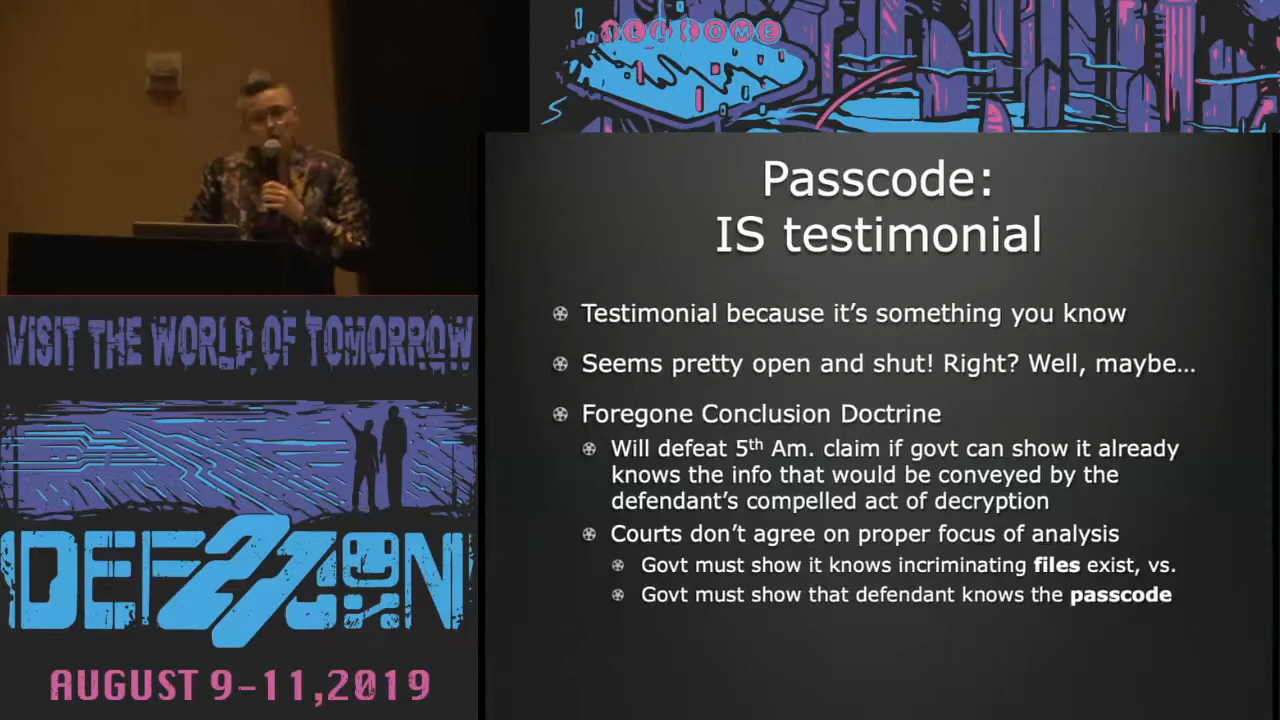 WELCOME
Passcode:
IS testimonial
Testimonial because it’s something you know
Seems pretty open and shut! Right? Well, maybe…
Foregone Conclusion Doctrine
Will defeat 5th Am. claim if govt can show it already
knows the info that would be conveyed by the
defendant’s compelled act of decryption
Courts don’t agree on proper focus of analysis
Govt must show it knows incriminating files exist, vs.
Govt must show that defendant knows the passcode
VISIT THE WORLD OF TOMORROW
DEF27CON
AUGUST 9-11,2019